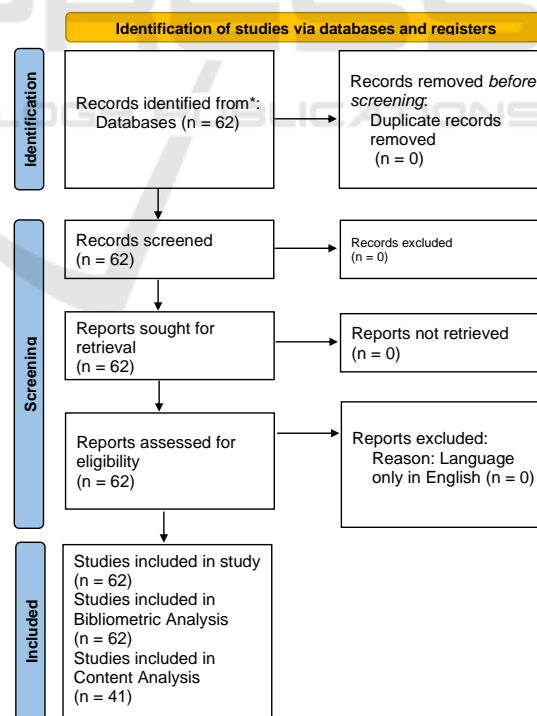 Identification of studies via databases and registers
Identification
Records identified from*:
Databases (n = 62)
Records removed before
screening:
Duplicate records
removed
(n = 0)
Screening
Records screened
(n = 62)
Records excluded
(n = 0)
Reports sought for
retrieval
(n = 62)
Reports not retrieved
(n = 0)
Reports assessed for
eligibility
(n = 62)
Reports excluded:
Reason: Language
only in English (n = 0)
Included
Studies included in study
(n = 62)
Studies included in
Bibliometric Analysis
(n = 62)
Studies included in
Content Analysis
(n = 41)